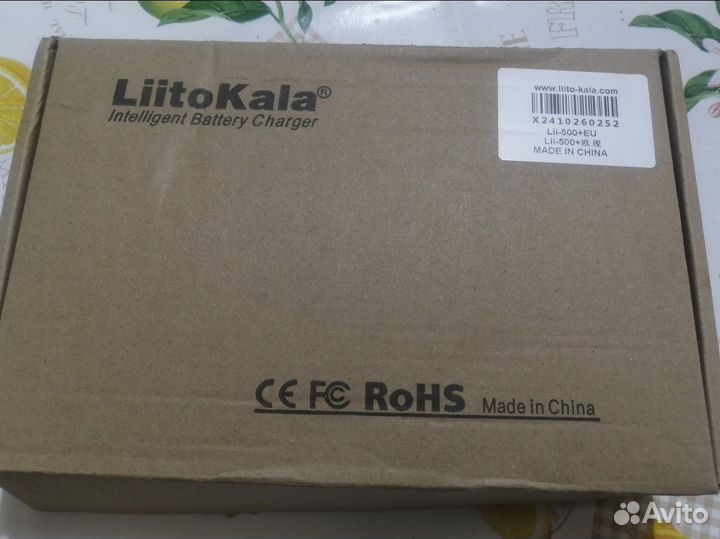 LiitoKala®
Intelligent Battery Charger
www.liito-kala.com
X2410260252
Lii-500+EU
Lii-500+欧规
MADE IN CHINA
CE FC RoHS Made in China
Avito